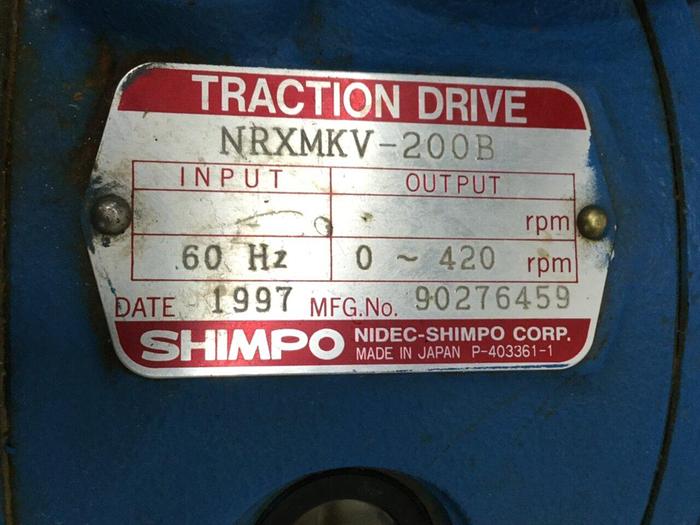 TRACTION DRIVE
NRXMKV-200B
INPUT OUTPUT
rpm
60 Hz 0 ~ 420 rpm
DATE 1997 MFG.No. 90276459
SHIMPO NIDEC-SHIMPO CORP.
MADE IN JAPAN P-403361-1